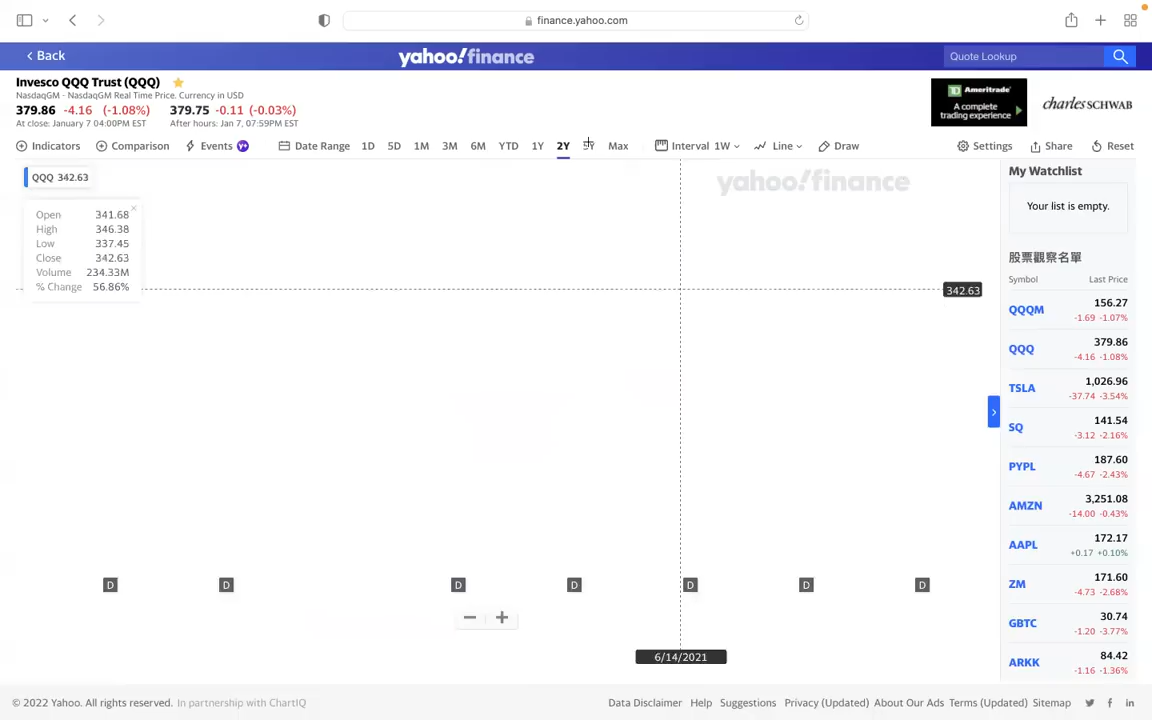 finance.yahoo.com
< Back
yahoo!finance
Quote Lookup
Invesco QQQ Trust (QQQ)
NasdaqGM - NasdaqGM Real Time Price. Currency in USD
379.86 -4.16 (-1.08%) 379.75 -0.11 (-0.03%)
At close: January 7 04:00PM EST After hours: Jan 7, 07:59PM EST
TD Ameritrade
A complete
trading experience
charles SCHWAB
Indicators Comparison Events Y+ Date Range 1D 5D 1M 3M 6M YTD 1Y 2Y Max Interval 1W Line Draw Settings Share Reset
QQQ 342.63
yahoo!finance
Open 341.68
High 346.38
Low 337.45
Close 342.63
Volume 234.33M
% Change 56.86%
342.63
D D D D D D D
6/14/2021
My Watchlist
Your list is empty.
股票觀察名單
Symbol Last Price
QQQM 156.27
-1.69 -1.07%
QQQ 379.86
-4.16 -1.08%
TSLA 1,026.96
-37.74 -3.54%
SQ 141.54
-3.12 -2.16%
PYPL 187.60
-4.67 -2.43%
AMZN 3,251.08
-14.00 -0.43%
AAPL 172.17
+0.17 +0.10%
ZM 171.60
-4.73 -2.68%
GBTC 30.74
-1.20 -3.77%
ARKK 84.42
-1.16 -1.36%
© 2022 Yahoo. All rights reserved. In partnership with ChartIQ
Data Disclaimer Help Suggestions Privacy (Updated) About Our Ads Terms (Updated) Sitemap